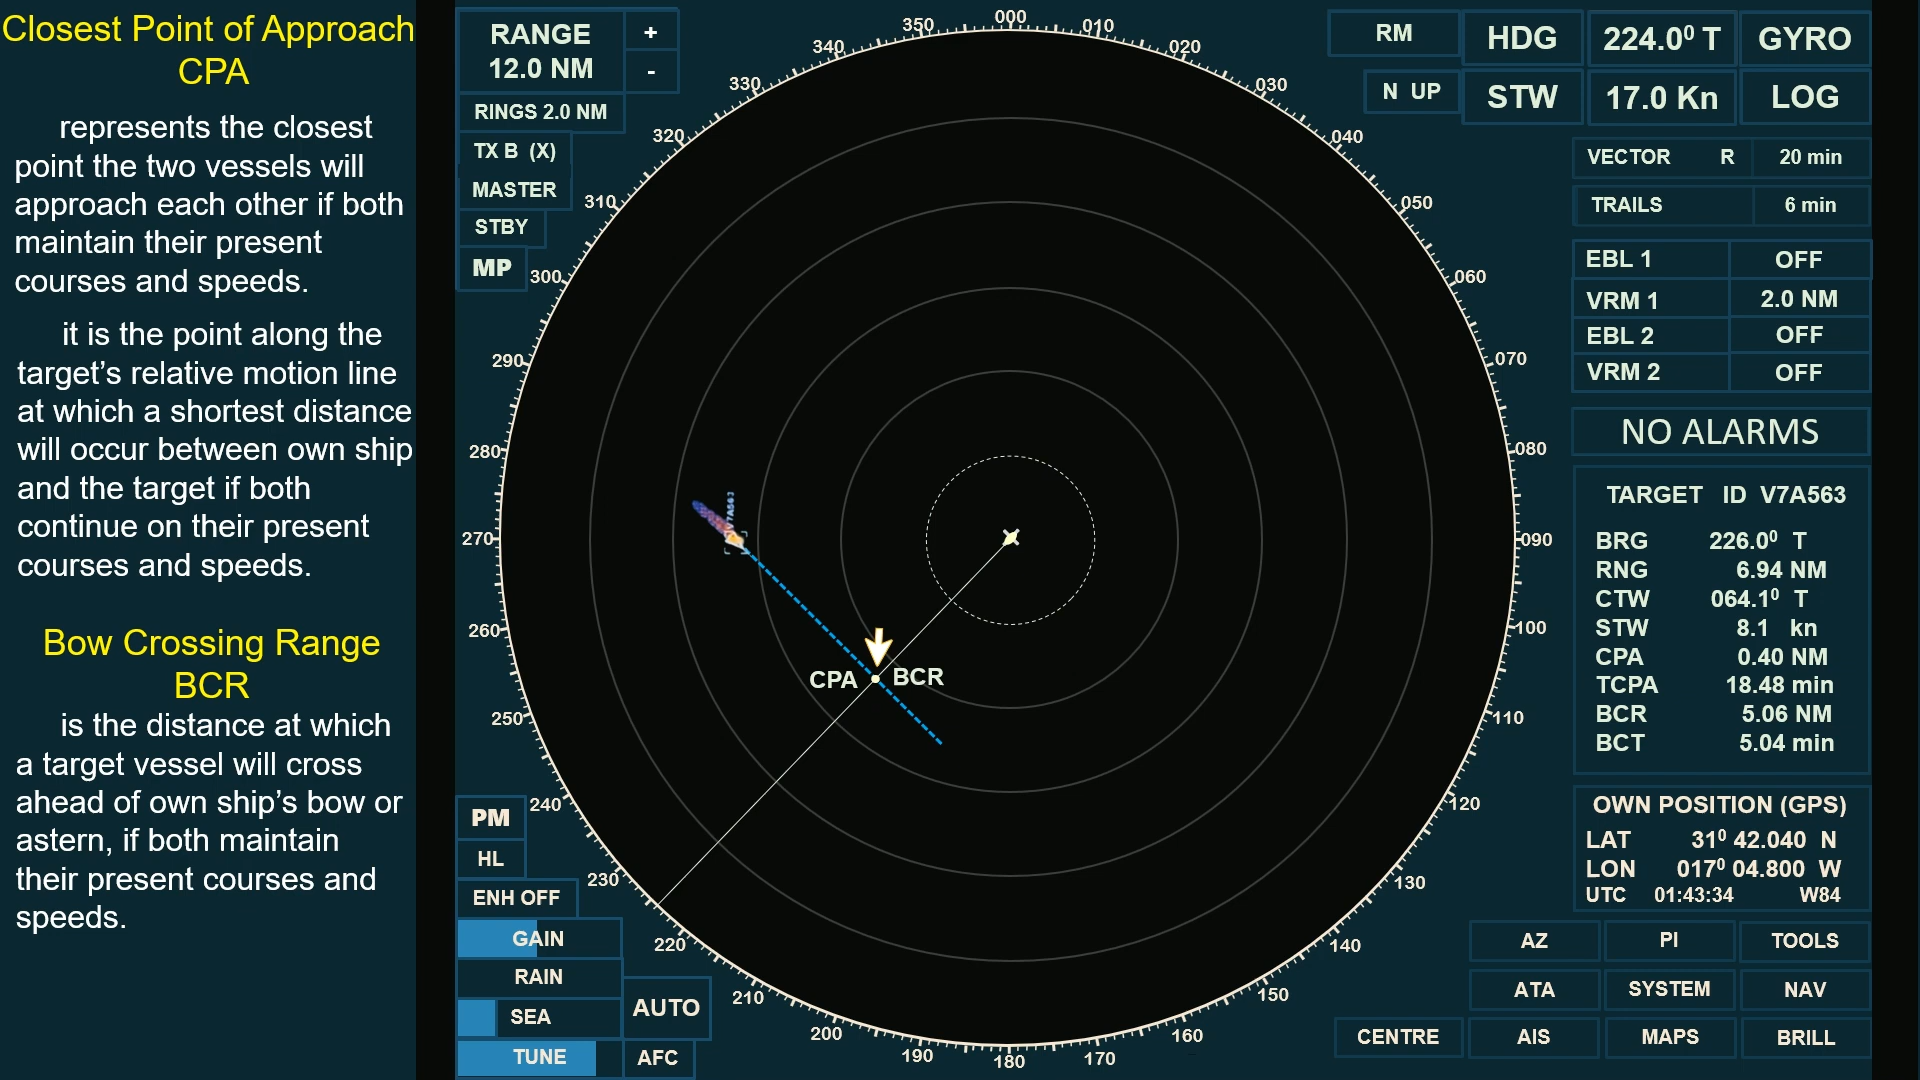 Closest Point of Approach
CPA
represents the closest
point the two vessels will
approach each other if both
maintain their present
courses and speeds.
it is the point along the
target's relative motion line
at which a shortest distance
will occur between own ship
and the target if both
continue on their present
courses and speeds.
Bow Crossing Range
BCR
is the distance at which
a target vessel will cross
ahead of own ship's bow or
astern, if both maintain
their present courses and
speeds.
RANGE
12.0 NM
+
-
RINGS 2.0 NM
TX B (X)
MASTER
STBY
MP
000
010
020
030
040
050
060
070
080
090
100
110
120
130
140
150
160
170
180
190
200
210
220
230
240
250
260
270
280
290
300
310
320
330
340
350
V7A563
CPA
BCR
PM
HL
ENH OFF
GAIN
RAIN
SEA
AUTO
TUNE
AFC
RM
HDG 224.0⁰ T GYRO
N UP
STW 17.0 Kn LOG
VECTOR R 20 min
TRAILS 6 min
EBL 1 OFF
VRM 1 2.0 NM
EBL 2 OFF
VRM 2 OFF
NO ALARMS
TARGET ID V7A563
BRG 226.0⁰ T
RNG 6.94 NM
CTW 064.1⁰ T
STW 8.1 kn
CPA 0.40 NM
TCPA 18.48 min
BCR 5.06 NM
BCT 5.04 min
OWN POSITION (GPS)
LAT 31⁰ 42.040 N
LON 017⁰ 04.800 W
UTC 01:43:34 W84
AZ PI TOOLS
ATA SYSTEM NAV
CENTRE AIS MAPS BRILL